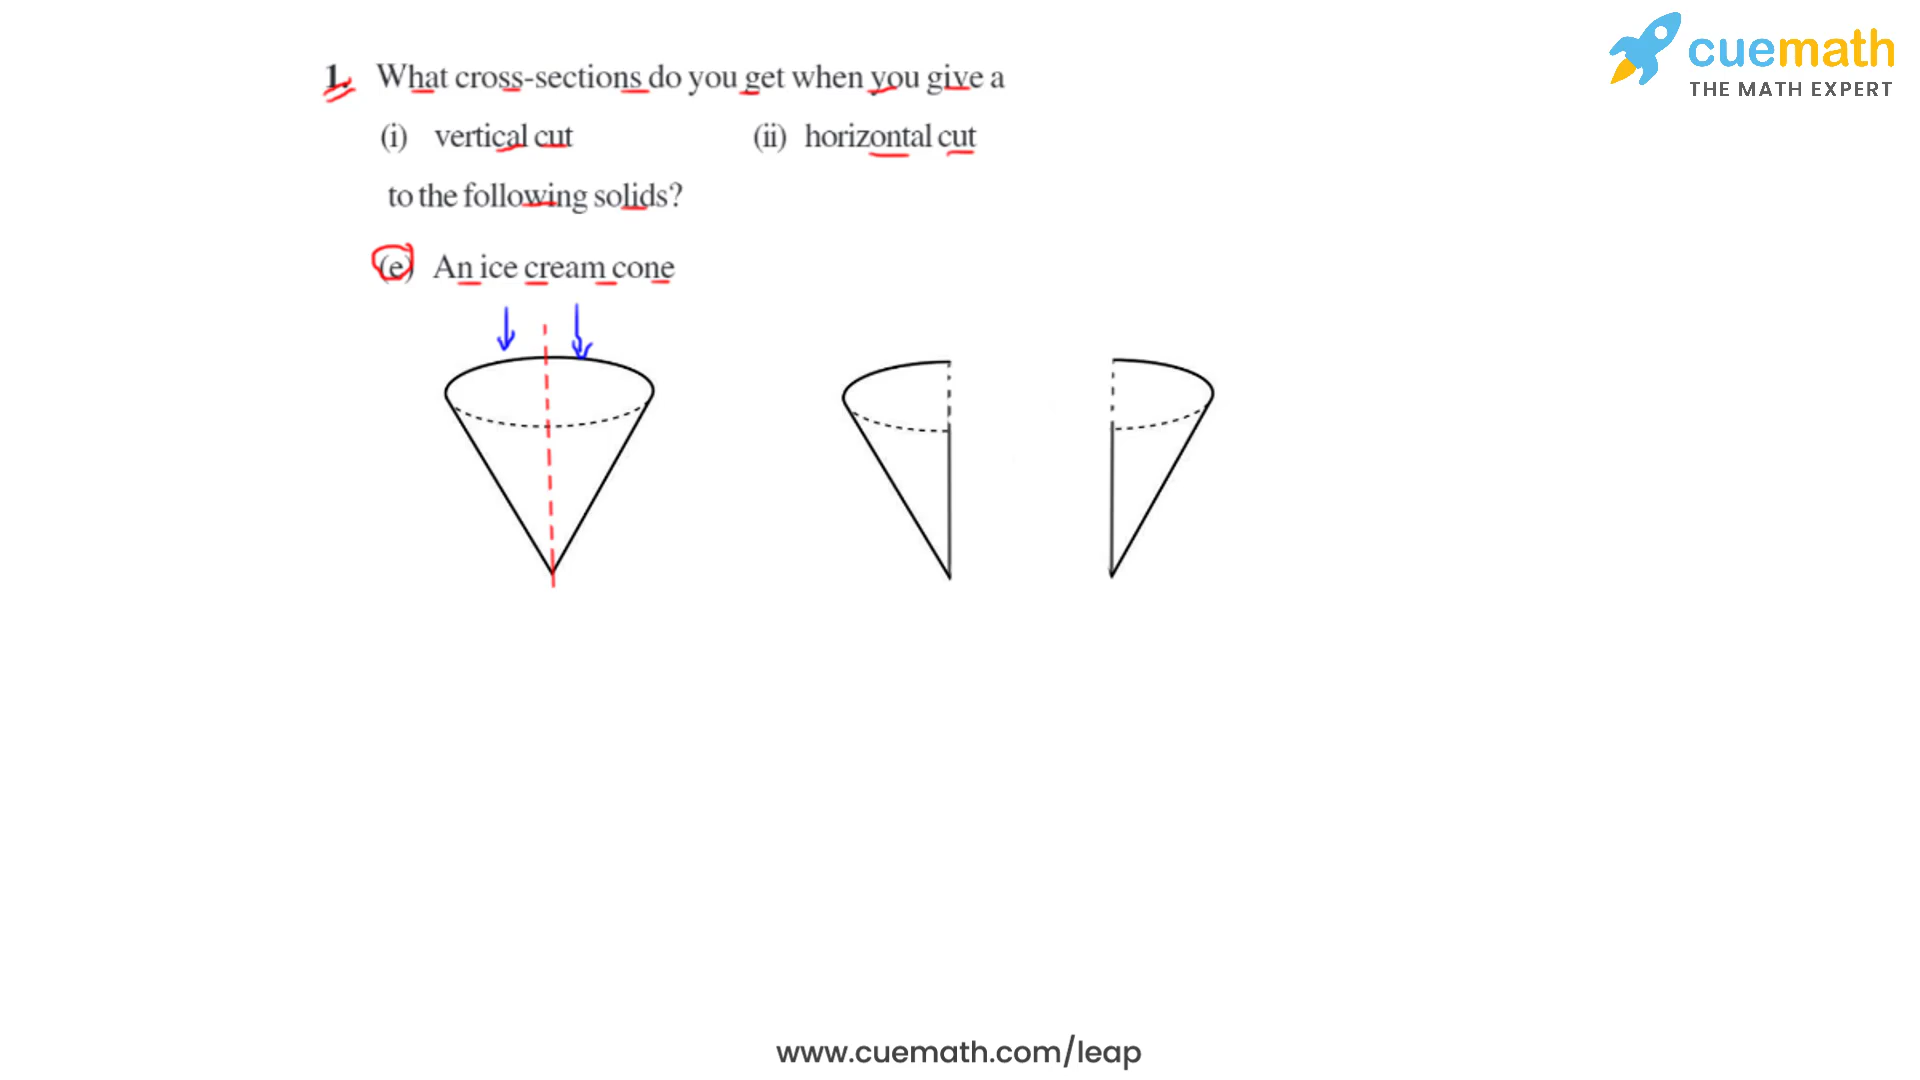 cuemath
THE MATH EXPERT
1. What cross-sections do you get when you give a
(i) vertical cut (ii) horizontal cut
to the following solids?
(e) An ice cream cone
www.cuemath.com/leap